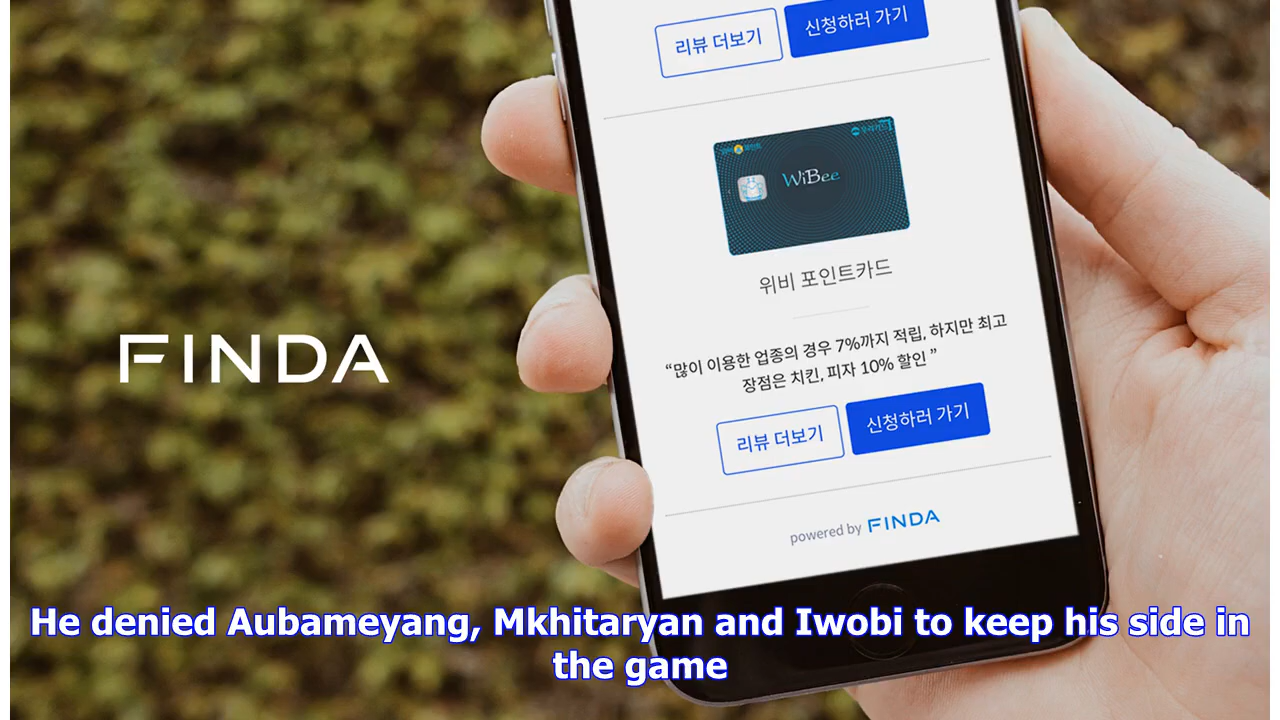 리뷰 더보기
신청하러 가기
WiBee
위비 포인트카드
“많이 이용한 업종의 경우 7%까지 적립, 하지만 최고
장점은 치킨, 피자 10% 할인 ”
리뷰 더보기
신청하러 가기
powered by FINDA
FINDA
He denied Aubameyang, Mkhitaryan and Iwobi to keep his side in
the game